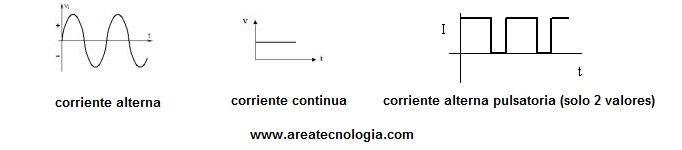 V
+
-
t
V
t
I
t
corriente alterna
corriente continua
corriente alterna pulsatoria (solo 2 valores)
www.areatecnologia.com